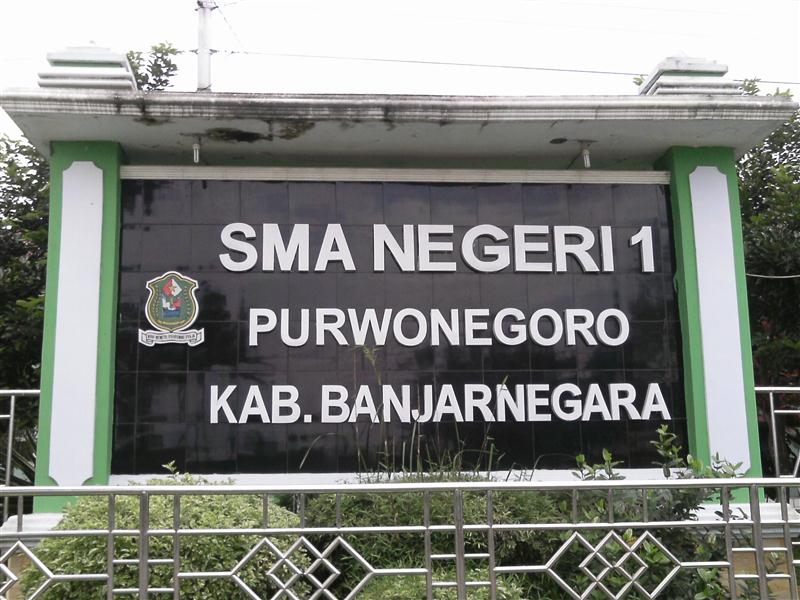 SMA NEGERI 1
PURWONEGORO
KAB. BANJARNEGARA